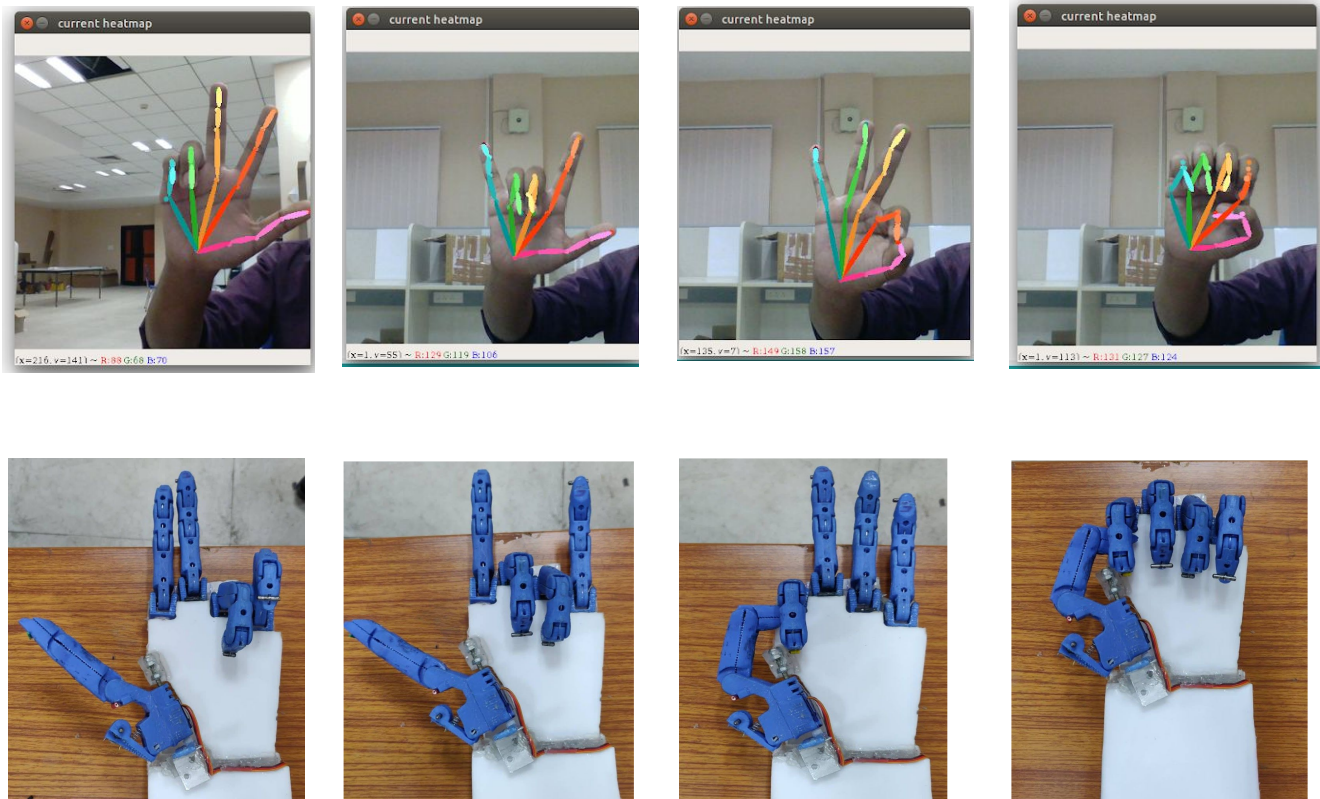 current heatmap
current heatmap
current heatmap
current heatmap
(x=216, y=141) ~ R:88 G:68 B:70
(x=1, y=55) ~ R:129 G:119 B:106
(x=135, y=7) ~ R:149 G:158 B:157
(x=1, y=113) ~ R:131 G:127 B:124